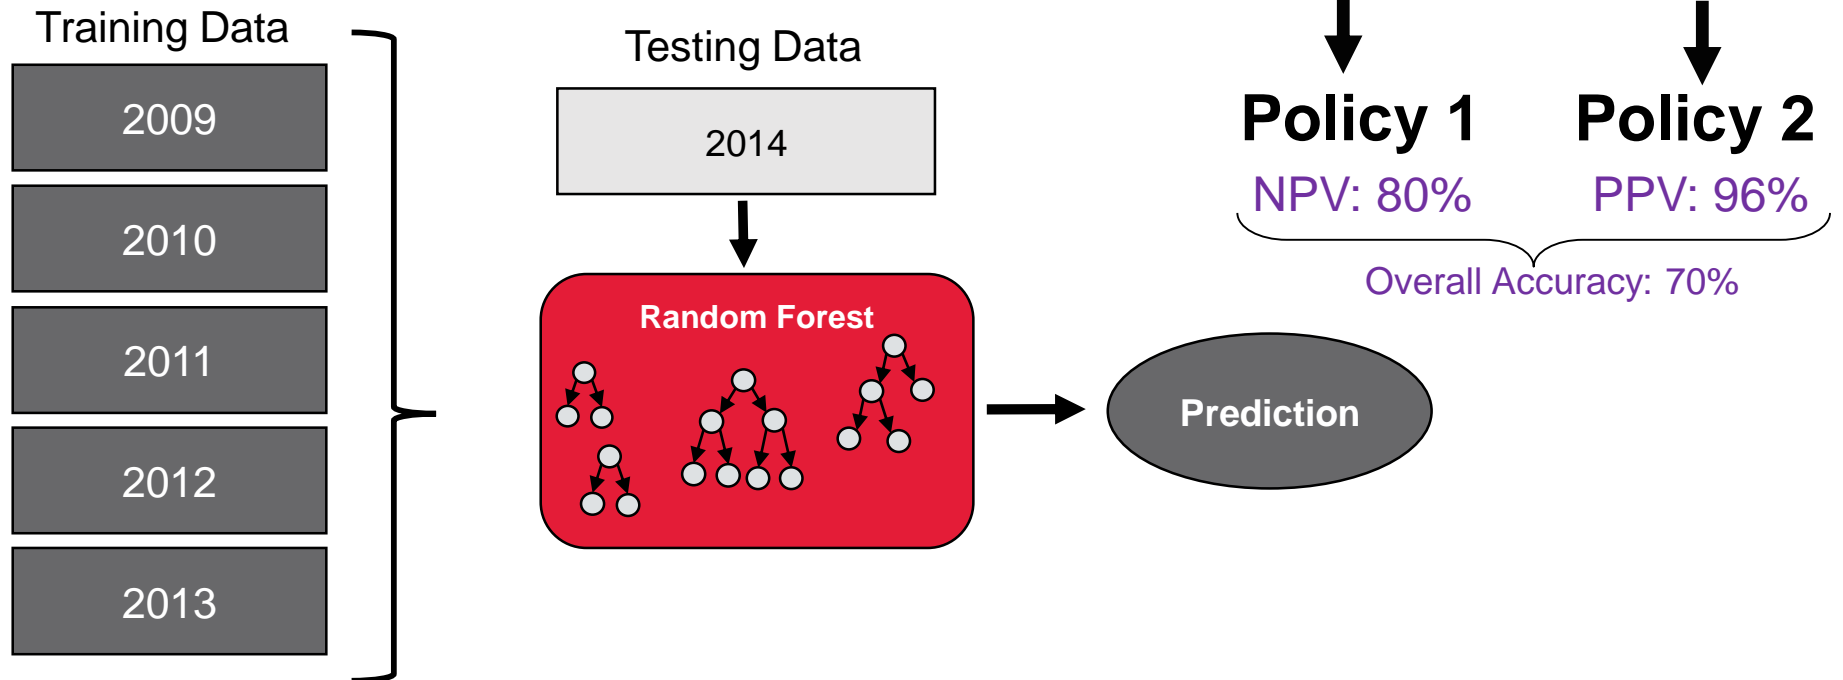 Training Data
2009
2010
2011
2012
2013
Testing Data
2014
Random Forest
Prediction
Policy 1
NPV: 80%
Policy 2
PPV: 96%
Overall Accuracy: 70%